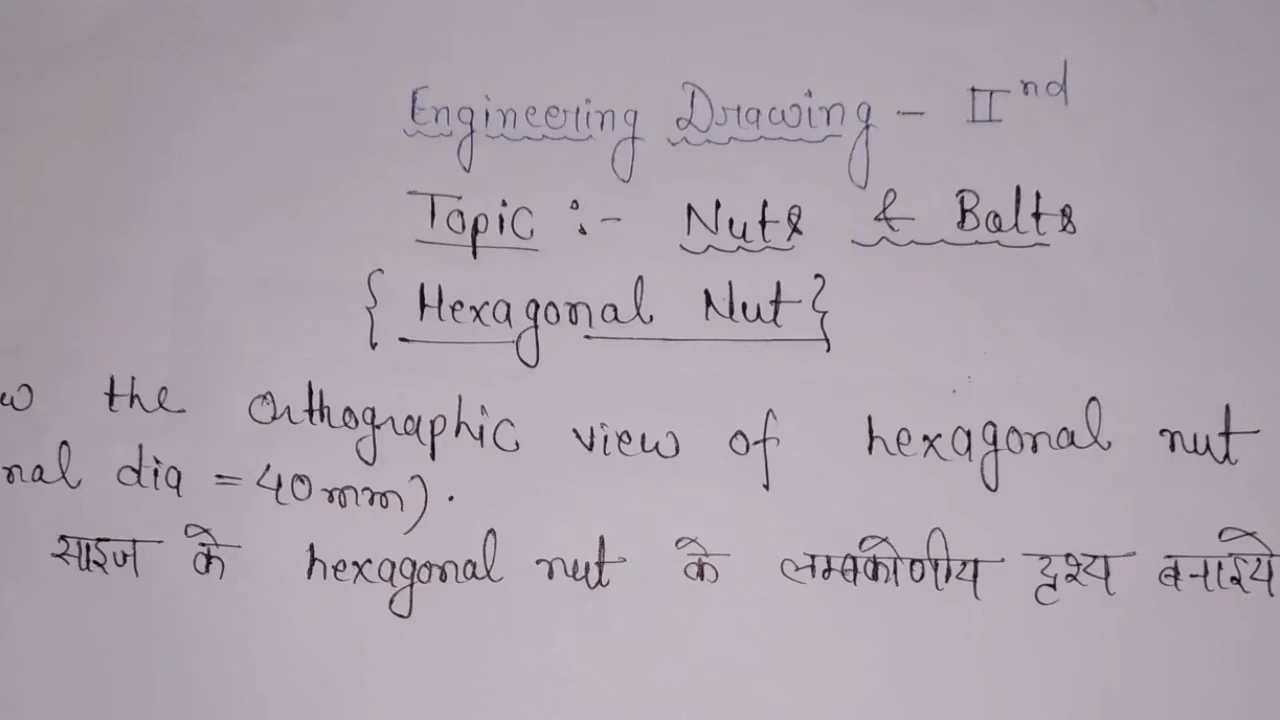 Engineering Drawing - IInd
Topic :- Nuts & Bolts
{Hexagonal Nut}
w the Orthographic view of hexagonal nut
nal dia = 40mm).
साइज के hexagonal nut के लम्बकोणीय दृश्य बनाइये